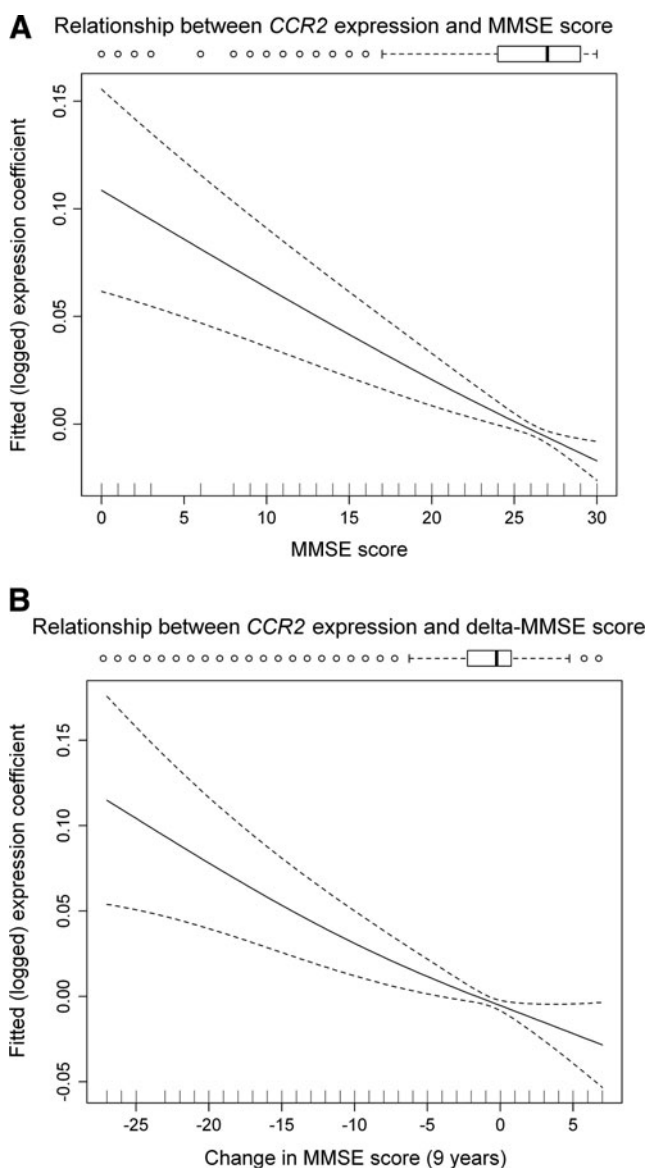 A
Relationship between CCR2 expression and MMSE score
Fitted (logged) expression coefficient
0.15
0.10
0.05
0.00
0 5 10 15 20 25 30
MMSE score
B
Relationship between CCR2 expression and delta-MMSE score
Fitted (logged) expression coefficient
0.15
0.10
0.05
0.00
-0.05
-25 -20 -15 -10 -5 0 5
Change in MMSE score (9 years)